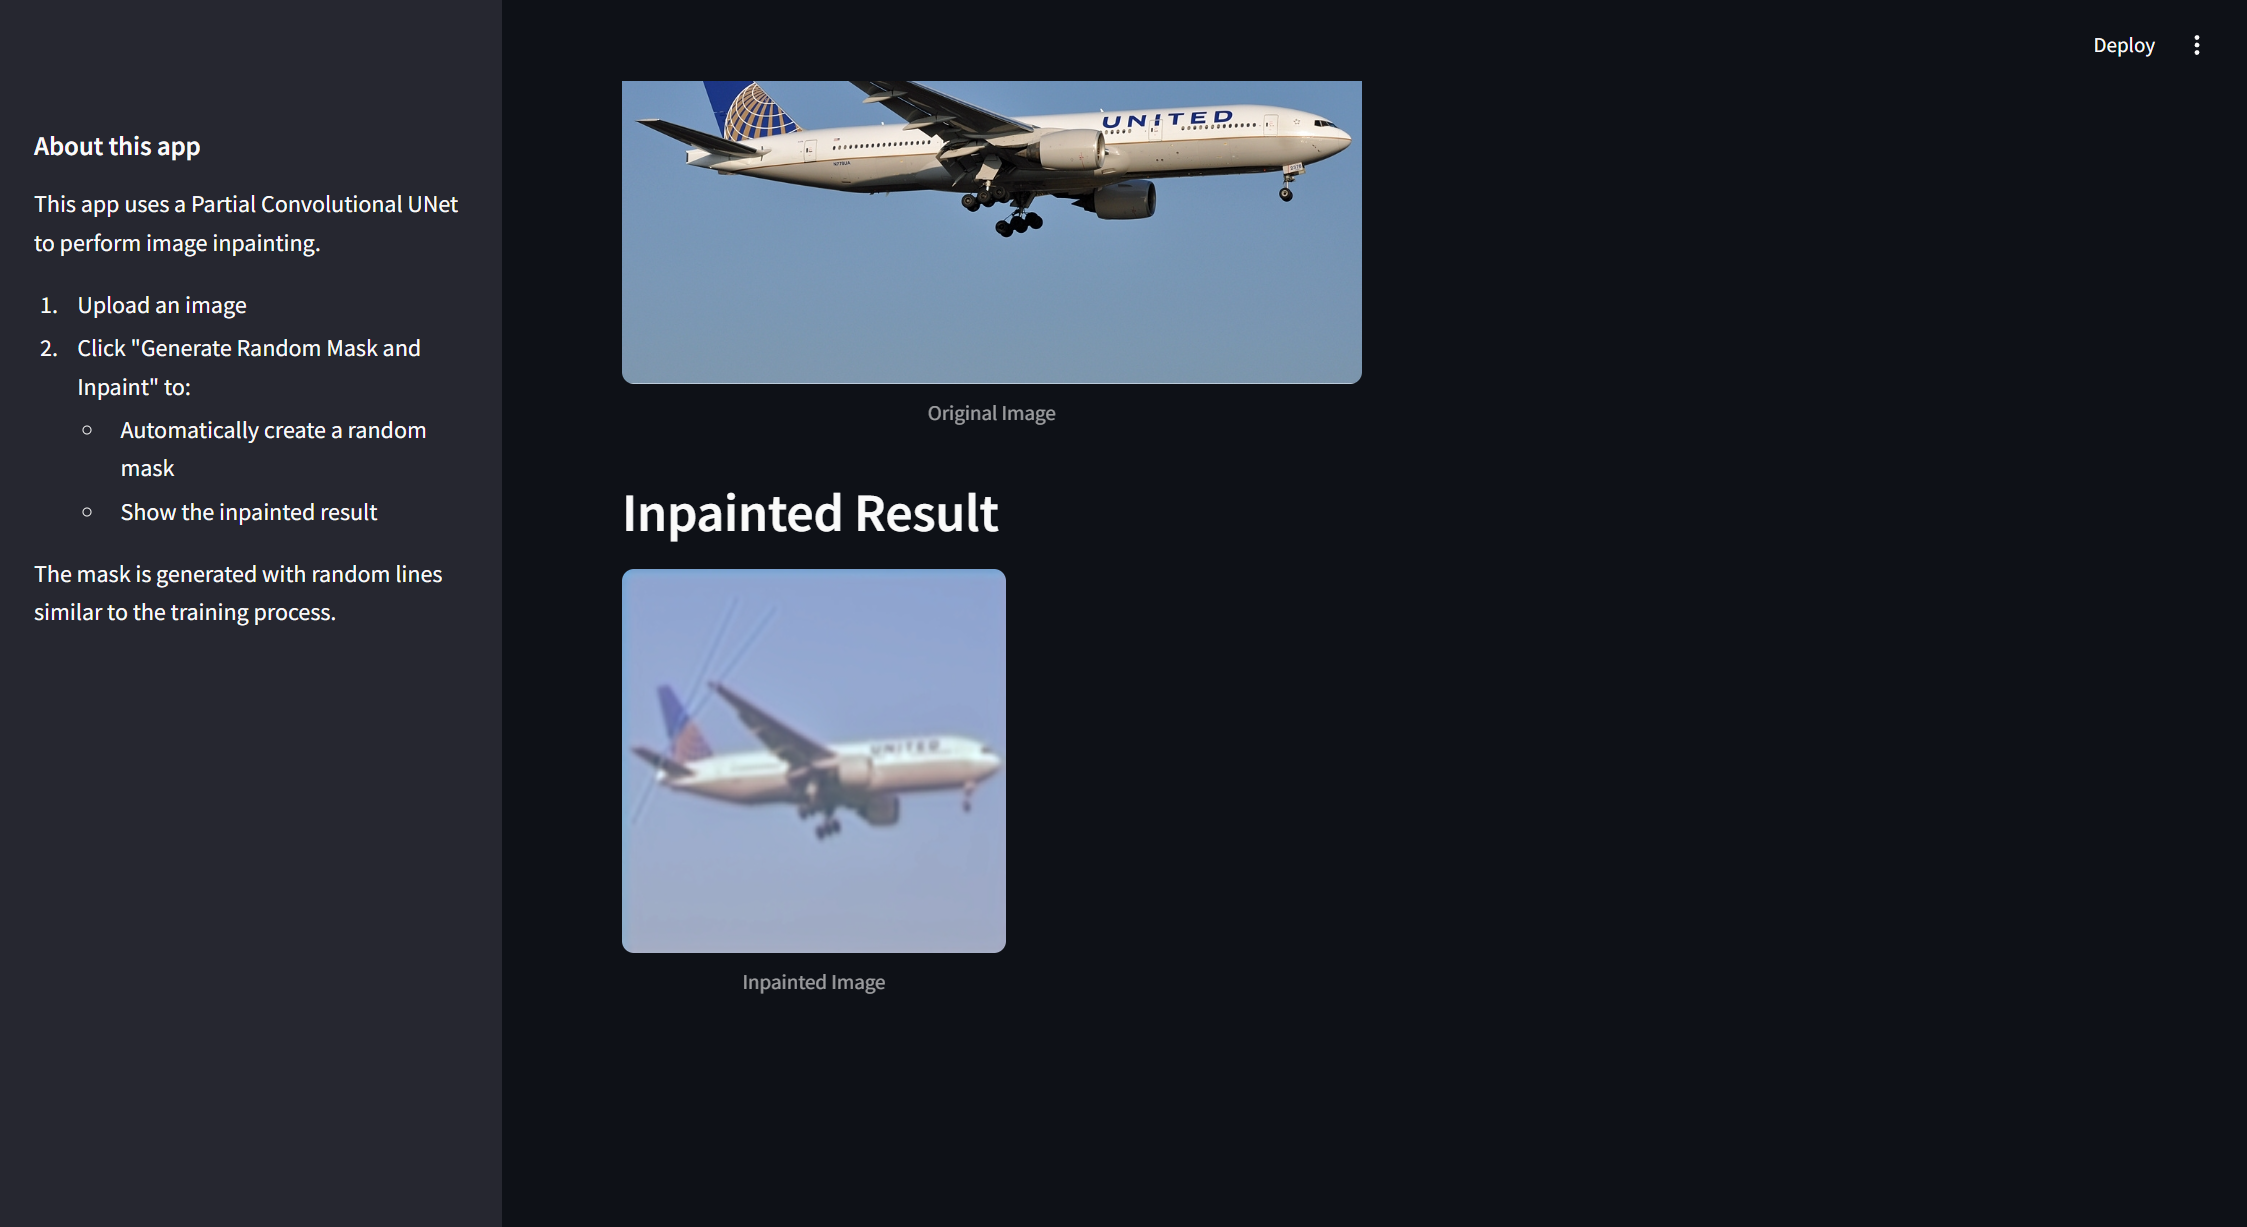 Deploy
About this app
This app uses a Partial Convolutional UNet
to perform image inpainting.
1. Upload an image
2. Click "Generate Random Mask and
Inpaint" to:
Automatically create a random
mask
Show the inpainted result
The mask is generated with random lines
similar to the training process.
UNITED
Original Image
Inpainted Result
UNITED
Inpainted Image